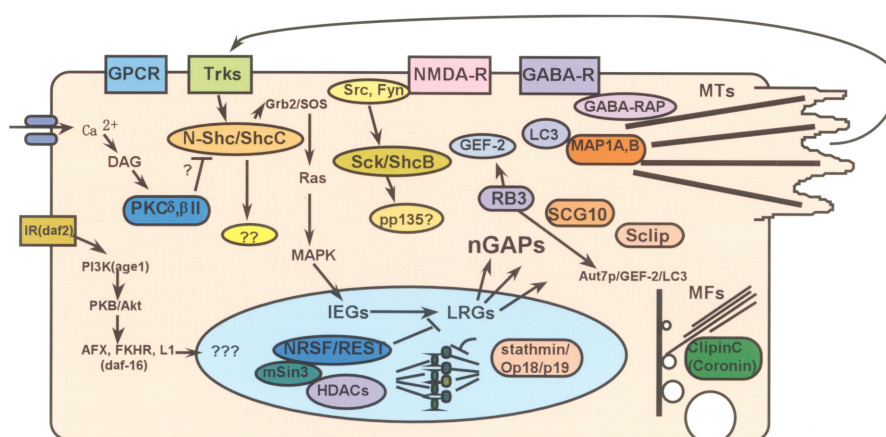 GPCR
Trks
NMDA-R
GABA-R
MTs
Src, Fyn
GABA-RAP
Grb2/SOS
Ca 2+
N-Shc/ShcC
LC3
GEF-2
MAP1A,B
DAG
?
Sck/ShcB
Ras
PKCδ,βII
RB3
SCG10
pp135?
IR(daf2)
??
Sclip
nGAPs
MAPK
PI3K(age1)
Aut7p/GEF-2/LC3
MFs
PKB/Akt
IEGs
LRGs
AFX, FKHR, L1
(daf-16)
???
NRSF/REST
stathmin/
Op18/p19
ClipinC
(Coronin)
mSin3
HDACs